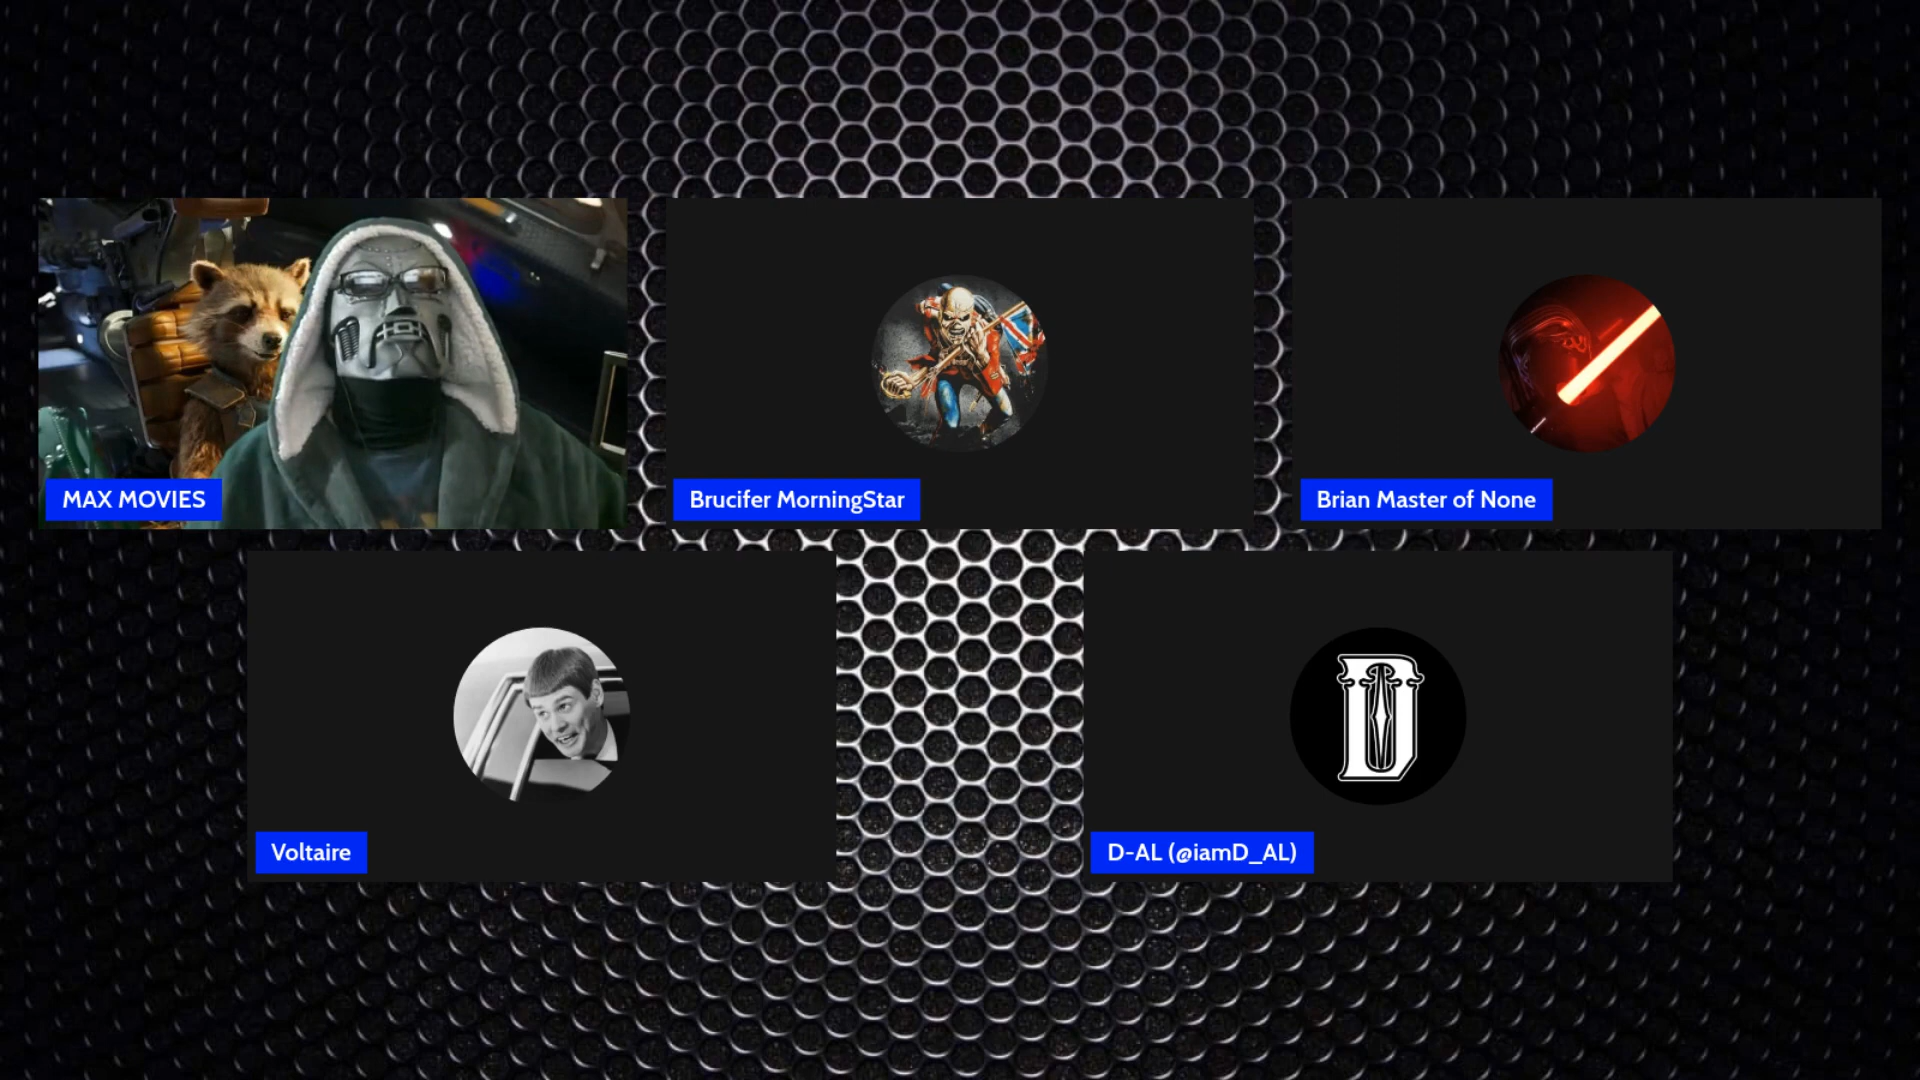 MAX MOVIES
Brucifer MorningStar
Brian Master of None
Voltaire
D
D-AL (@iamD_AL)